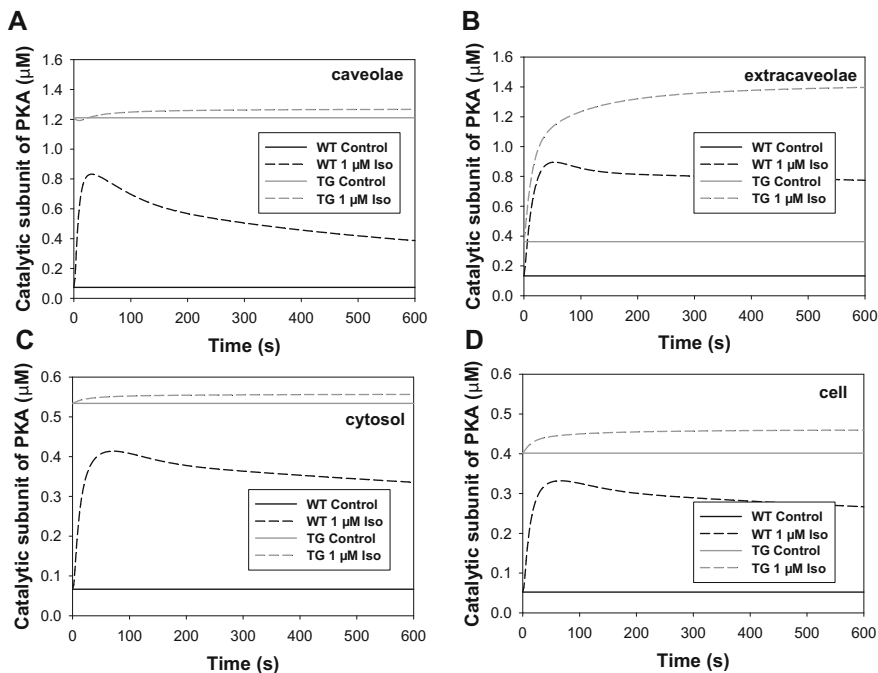 A
Catalytic subunit of PKA (µM)
1.6
1.4
1.2
1.0
0.8
0.6
0.4
0.2
0.0
caveolae
WT Control
WT 1 µM Iso
TG Control
TG 1 µM Iso
0 100 200 300 400 500 600
Time (s)
B
Catalytic subunit of PKA (µM)
1.6
1.4
1.2
1.0
0.8
0.6
0.4
0.2
0.0
extracaveolae
WT Control
WT 1 µM Iso
TG Control
TG 1 µM Iso
0 100 200 300 400 500 600
Time (s)
C
Catalytic subunit of PKA (µM)
0.6
0.5
0.4
0.3
0.2
0.1
0.0
cytosol
WT Control
WT 1 µM Iso
TG Control
TG 1 µM Iso
0 100 200 300 400 500 600
Time (s)
D
Catalytic subunit of PKA (µM)
0.6
0.5
0.4
0.3
0.2
0.1
0.0
cell
WT Control
WT 1 µM Iso
TG Control
TG 1 µM Iso
0 100 200 300 400 500 600
Time (s)